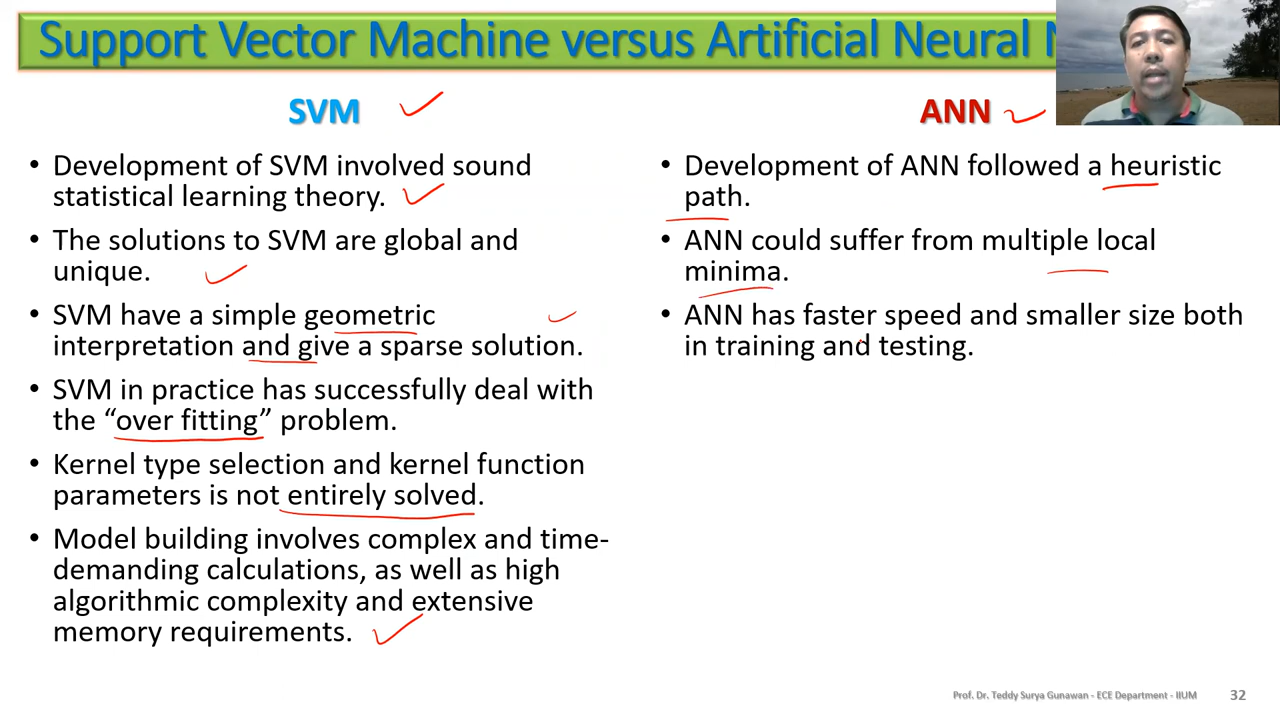 Support Vector Machine versus Artificial Neural
SVM
Development of SVM involved sound
statistical learning theory.
The solutions to SVM are global and
unique.
SVM have a simple geometric
interpretation and give a sparse solution.
SVM in practice has successfully deal with
the “over fitting” problem.
Kernel type selection and kernel function
parameters is not entirely solved.
Model building involves complex and time-
demanding calculations, as well as high
algorithmic complexity and extensive
memory requirements.
ANN
Development of ANN followed a heuristic
path.
ANN could suffer from multiple local
minima.
ANN has faster speed and smaller size both
in training and testing.
Prof. Dr. Teddy Surya Gunawan - ECE Department - IIUM 32